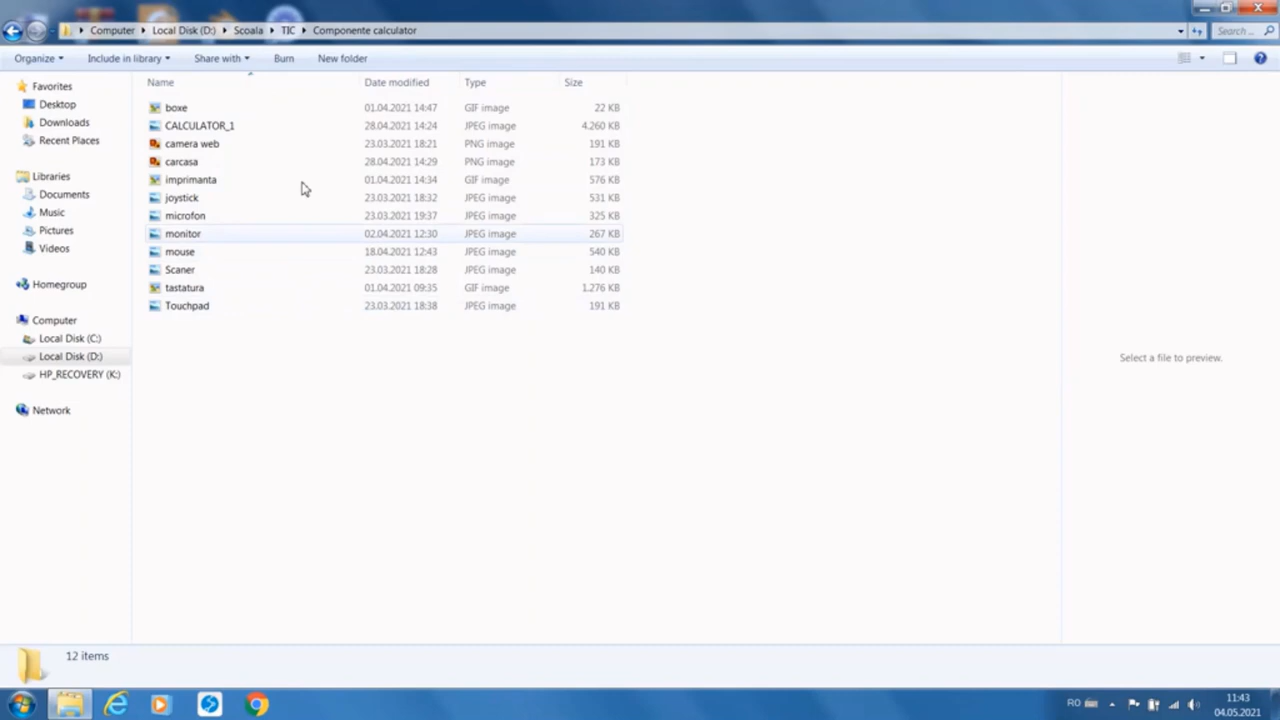 Computer Local Disk (D:) Scoala TIC Componente calculator Search ...
Organize Include in library Share with Burn New folder
Name Date modified Type Size
Favorites
Desktop
Downloads
Recent Places
Libraries
Documents
Music
Pictures
Videos
Homegroup
Computer
Local Disk (C:)
Local Disk (D:)
HP_RECOVERY (K:)
Network
boxe 01.04.2021 14:47 GIF image 22 KB
CALCULATOR_1 28.04.2021 14:24 JPEG image 4.260 KB
camera web 23.03.2021 18:21 PNG image 191 KB
carcasa 28.04.2021 14:29 PNG image 173 KB
imprimanta 01.04.2021 14:34 GIF image 576 KB
joystick 23.03.2021 18:32 JPEG image 531 KB
microfon 23.03.2021 19:37 JPEG image 325 KB
monitor 02.04.2021 12:30 JPEG image 267 KB
mouse 18.04.2021 12:43 JPEG image 540 KB
Scaner 23.03.2021 18:28 JPEG image 140 KB
tastatura 01.04.2021 09:35 GIF image 1.276 KB
Touchpad 23.03.2021 18:38 JPEG image 191 KB
Select a file to preview.
12 items
RO
11:43
04.05.2021